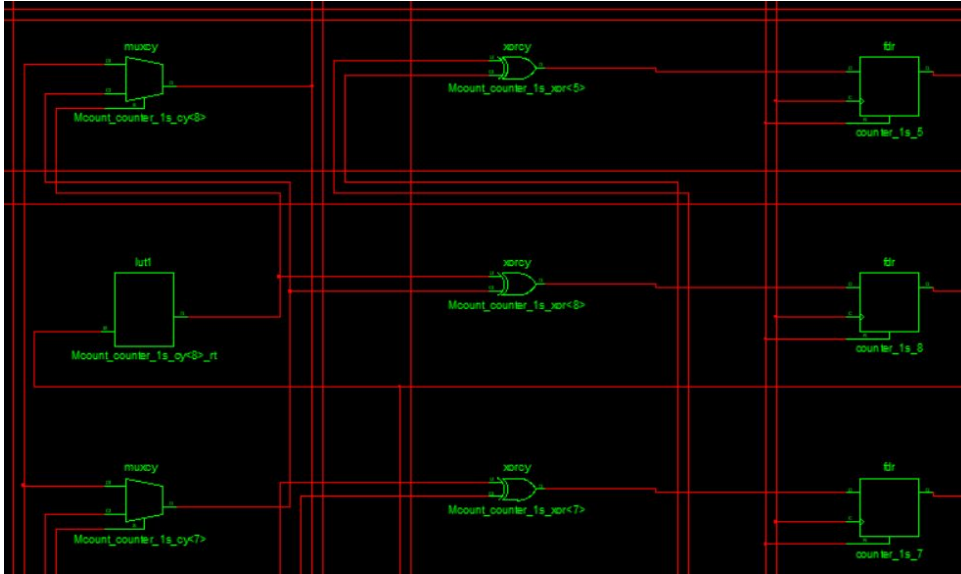 muxcy
xorcy
fdr
Mcount_counter_1s_cy<8>
Mcount_counter_1s_xor<5>
counter_1s_5
lut1
xorcy
fdr
Mcount_counter_1s_cy<8>_rt
Mcount_counter_1s_xor<8>
counter_1s_8
muxcy
xorcy
fdr
Mcount_counter_1s_cy<7>
Mcount_counter_1s_xor<7>
counter_1s_7